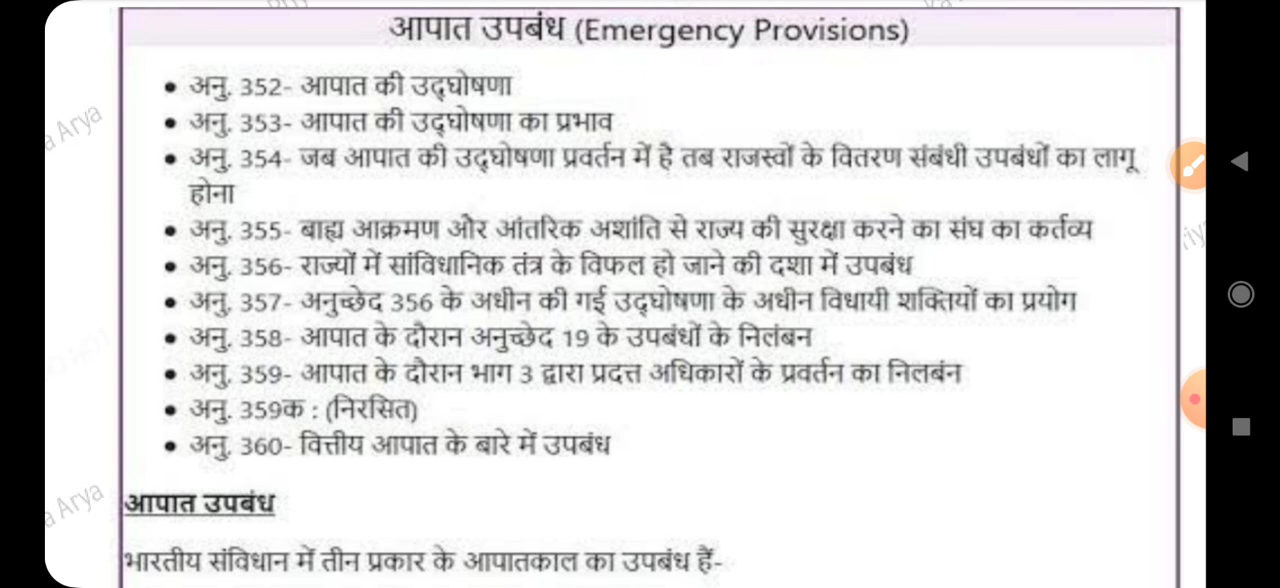 आपात उपबंध (Emergency Provisions)
• अनु. 352- आपात की उद्घोषणा
• अनु. 353- आपात की उद्घोषणा का प्रभाव
• अनु. 354- जब आपात की उद्घोषणा प्रवर्तन में है तब राजस्वों के वितरण संबंधी उपबंधों का लागू
होना
• अनु. 355- बाह्य आक्रमण और आंतरिक अशांति से राज्य की सुरक्षा करने का संघ का कर्तव्य
• अनु. 356- राज्यों में सांविधानिक तंत्र के विफल हो जाने की दशा में उपबंध
• अनु. 357- अनुच्छेद 356 के अधीन की गई उद्घोषणा के अधीन विधायी शक्तियों का प्रयोग
• अनु. 358- आपात के दौरान अनुच्छेद 19 के उपबंधों के निलंबन
• अनु. 359- आपात के दौरान भाग 3 द्वारा प्रदत्त अधिकारों के प्रवर्तन का निलबंन
• अनु. 359क : (निरसित)
• अनु. 360- वित्तीय आपात के बारे में उपबंध
आपात उपबंध
भारतीय संविधान में तीन प्रकार के आपातकाल का उपबंध हैं-
a Arya
a Arya